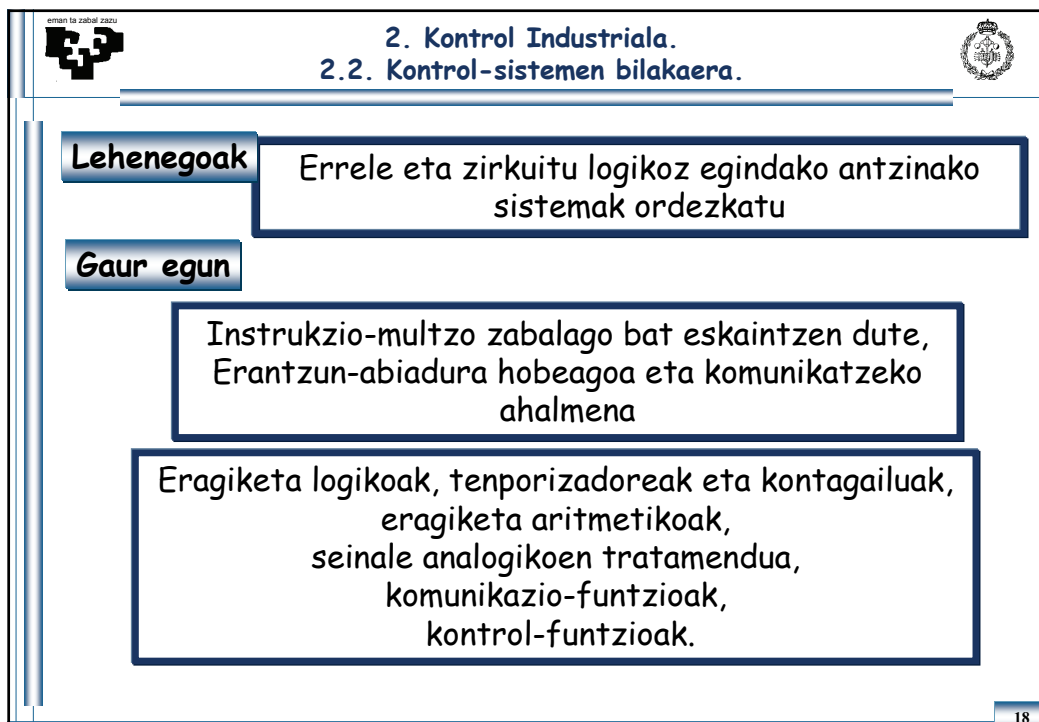 eman ta zabal zazu
2. Kontrol Industriala.
2.2. Kontrol-sistemen bilakaera.
Lehenegoak
Errele eta zirkuitu logikoz egindako antzinako
sistemak ordezkatu
Gaur egun
Instrukzio-multzo zabalago bat eskaintzen dute,
Erantzun-abiadura hobeagoa eta komunikatzeko
ahalmena
Eragiketa logikoak, tenporizadoreak eta kontagailuak,
eragiketa aritmetikoak,
seinale analogikoen tratamendua,
komunikazio-funtzioak,
kontrol-funtzioak.
18